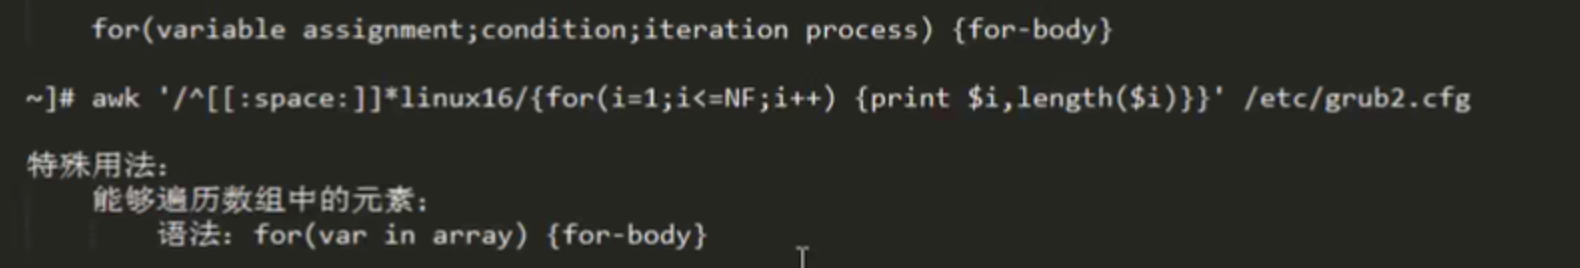 for(variable assignment;condition;iteration process) {for-body}
~]# awk '/^[[:space:]]*linux16/{for(i=1;i<=NF;i++) {print $i,length($i)}}' /etc/grub2.cfg
特殊用法：
能够遍历数组中的元素：
语法：for(var in array) {for-body}